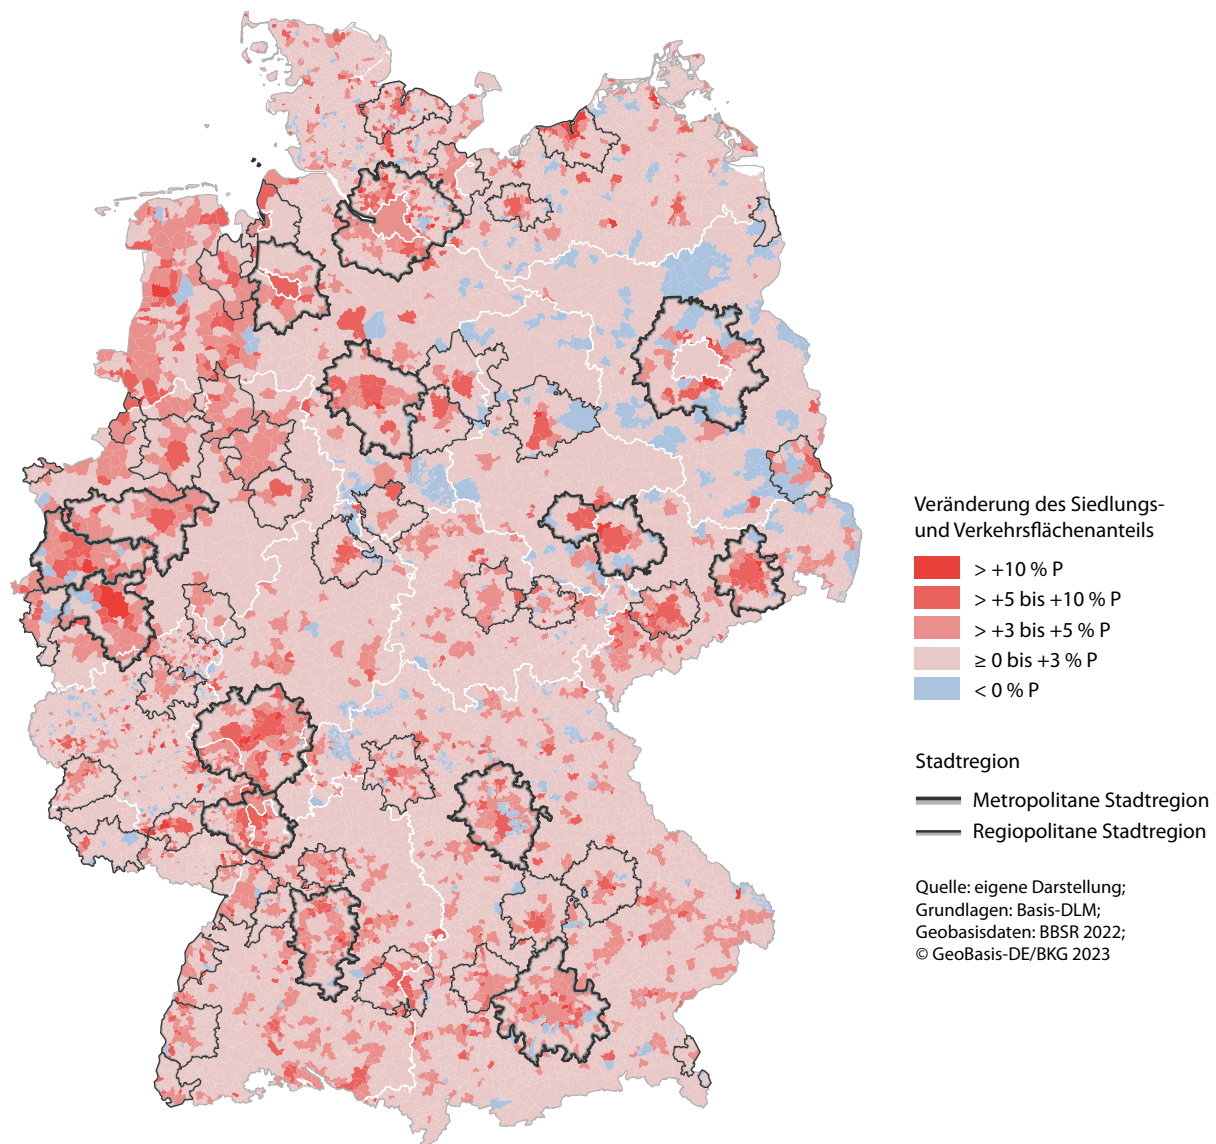 Veränderung des Siedlungs-
und Verkehrsflächenanteils
> +10 % P
> +5 bis +10 % P
> +3 bis +5 % P
≥ 0 bis +3 % P
< 0 % P
Stadtregion
Metropolitane Stadtregion
Regiopolitane Stadtregion
Quelle: eigene Darstellung;
Grundlagen: Basis-DLM;
Geobasisdaten: BBSR 2022;
© GeoBasis-DE/BKG 2023